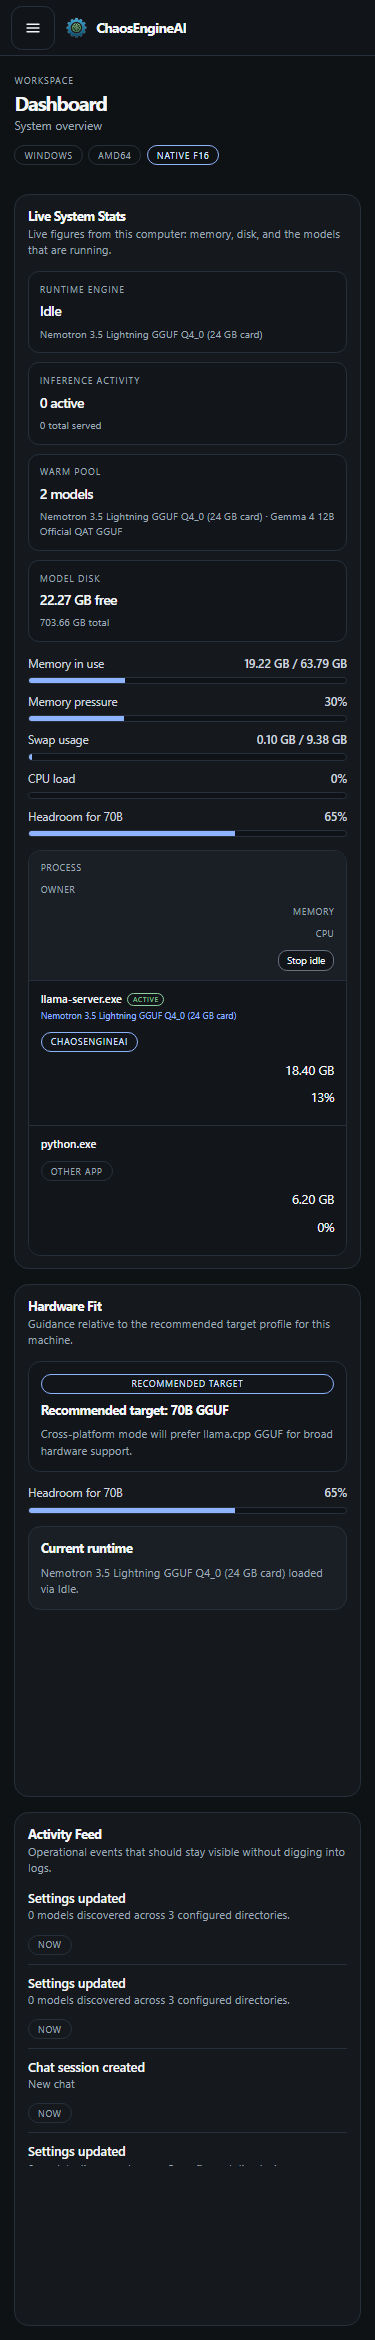 ChaosEngineAI
WORKSPACE
Dashboard
System overview
WINDOWS AMD64 NATIVE F16
Live System Stats
Live figures from this computer: memory, disk, and the models
that are running.
RUNTIME ENGINE
Idle
Nemotron 3.5 Lightning GGUF Q4_0 (24 GB card)
INFERENCE ACTIVITY
0 active
0 total served
WARM POOL
2 models
Nemotron 3.5 Lightning GGUF Q4_0 (24 GB card) · Gemma 4 12B
Official QAT GGUF
MODEL DISK
22.27 GB free
703.66 GB total
Memory in use 19.22 GB / 63.79 GB
Memory pressure 30%
Swap usage 0.10 GB / 9.38 GB
CPU load 0%
Headroom for 70B 65%
PROCESS
OWNER
MEMORY
CPU
Stop idle
llama-server.exe ACTIVE
Nemotron 3.5 Lightning GGUF Q4_0 (24 GB card)
CHAOSENGINEAI
18.40 GB
13%
python.exe
OTHER APP
6.20 GB
0%
Hardware Fit
Guidance relative to the recommended target profile for this
machine.
RECOMMENDED TARGET
Recommended target: 70B GGUF
Cross-platform mode will prefer llama.cpp GGUF for broad
hardware support.
Headroom for 70B 65%
Current runtime
Nemotron 3.5 Lightning GGUF Q4_0 (24 GB card) loaded
via Idle.
Activity Feed
Operational events that should stay visible without digging into
logs.
Settings updated
0 models discovered across 3 configured directories.
NOW
Settings updated
0 models discovered across 3 configured directories.
NOW
Chat session created
New chat
NOW
Settings updated